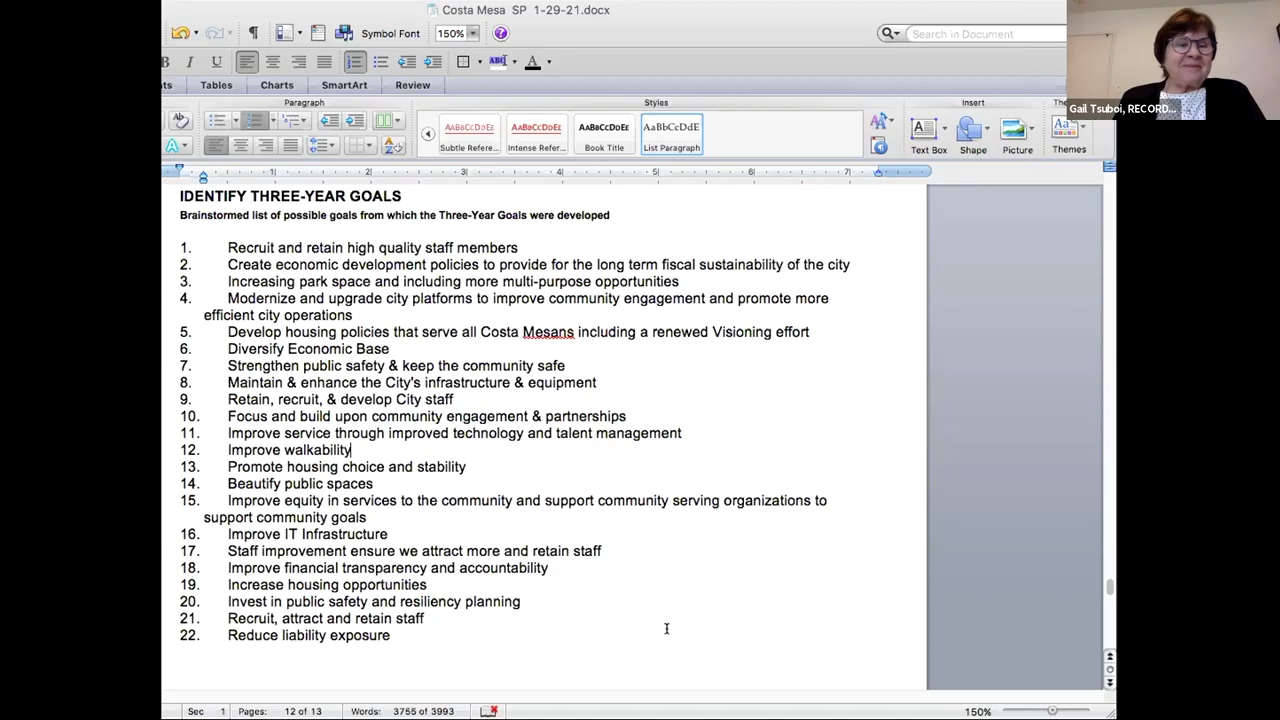 Costa Mesa SP 1-29-21.docx
Symbol Font
150%
Search in Document
Tables
Charts
SmartArt
Review
Gail Tsuboi, RECORD...
Paragraph
Styles
Insert
AABBCCDDEE
AABBCCDDEE
AABBCCDDEE
AaBbCcDdE
Subtle Refere...
Intense Refer...
Book Title
List Paragraph
Text Box
Shape
Picture
Themes
1
2
3
4
5
6
7
IDENTIFY THREE-YEAR GOALS
Brainstormed list of possible goals from which the Three-Year Goals were developed
1. Recruit and retain high quality staff members
2. Create economic development policies to provide for the long term fiscal sustainability of the city
3. Increasing park space and including more multi-purpose opportunities
4. Modernize and upgrade city platforms to improve community engagement and promote more
efficient city operations
5. Develop housing policies that serve all Costa Mesans including a renewed Visioning effort
6. Diversify Economic Base
7. Strengthen public safety & keep the community safe
8. Maintain & enhance the City's infrastructure & equipment
9. Retain, recruit, & develop City staff
10. Focus and build upon community engagement & partnerships
11. Improve service through improved technology and talent management
12. Improve walkability
13. Promote housing choice and stability
14. Beautify public spaces
15. Improve equity in services to the community and support community serving organizations to
support community goals
16. Improve IT Infrastructure
17. Staff improvement ensure we attract more and retain staff
18. Improve financial transparency and accountability
19. Increase housing opportunities
20. Invest in public safety and resiliency planning
21. Recruit, attract and retain staff
22. Reduce liability exposure
Sec 1 Pages: 12 of 13 Words: 3755 of 3993
150%